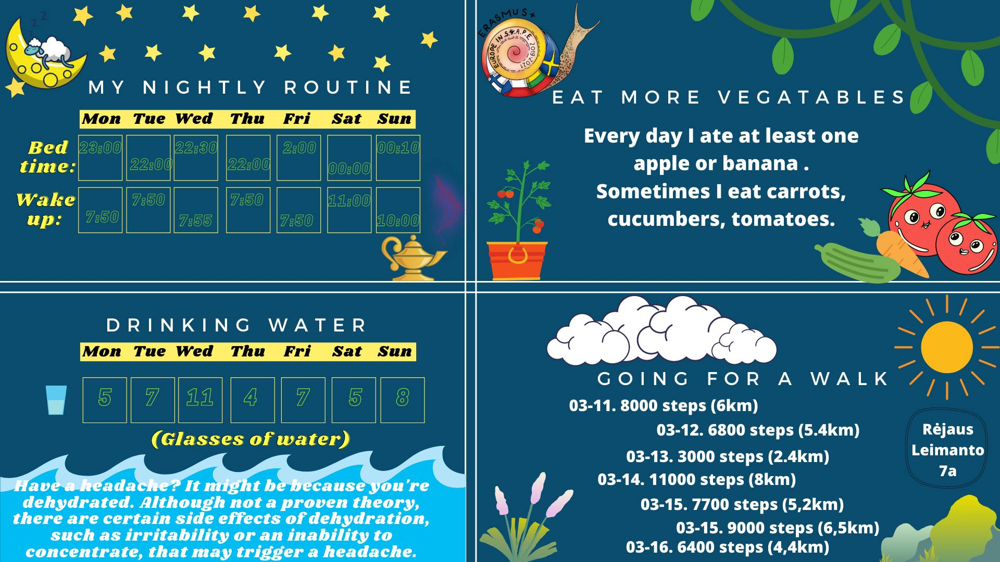 z z z
MY NIGHTLY ROUTINE
Mon Tue Wed Thu Fri Sat Sun
Bed time:
23:00 22:00 22:30 22:00 2:00 00:00 00:10
Wake up:
7:50 7:50 7:55 7:50 7:50 11:00 10:00
ERASMUS+
EUROPE IN S.H.A.P.E 2019-2021
EAT MORE VEGATABLES
Every day I ate at least one
apple or banana .
Sometimes I eat carrots,
cucumbers, tomatoes.
DRINKING WATER
Mon Tue Wed Thu Fri Sat Sun
5 7 11 4 7 5 8
(Glasses of water)
Have a headache? It might be because you're
dehydrated. Although not a proven theory,
there are certain side effects of dehydration,
such as irritability or an inability to
concentrate, that may trigger a headache.
GOING FOR A WALK
03-11. 8000 steps (6km)
03-12. 6800 steps (5.4km)
03-13. 3000 steps (2.4km)
03-14. 11000 steps (8km)
03-15. 7700 steps (5,2km)
03-15. 9000 steps (6,5km)
03-16. 6400 steps (4,4km)
Rėjaus
Leimanto
7a